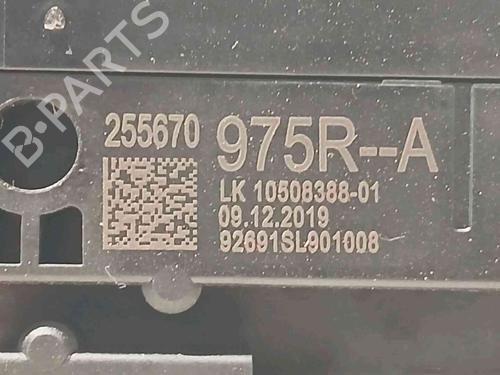 B·PARTS
255670 975R--A
LK 10508388-01
09.12.2019
92691SL901008